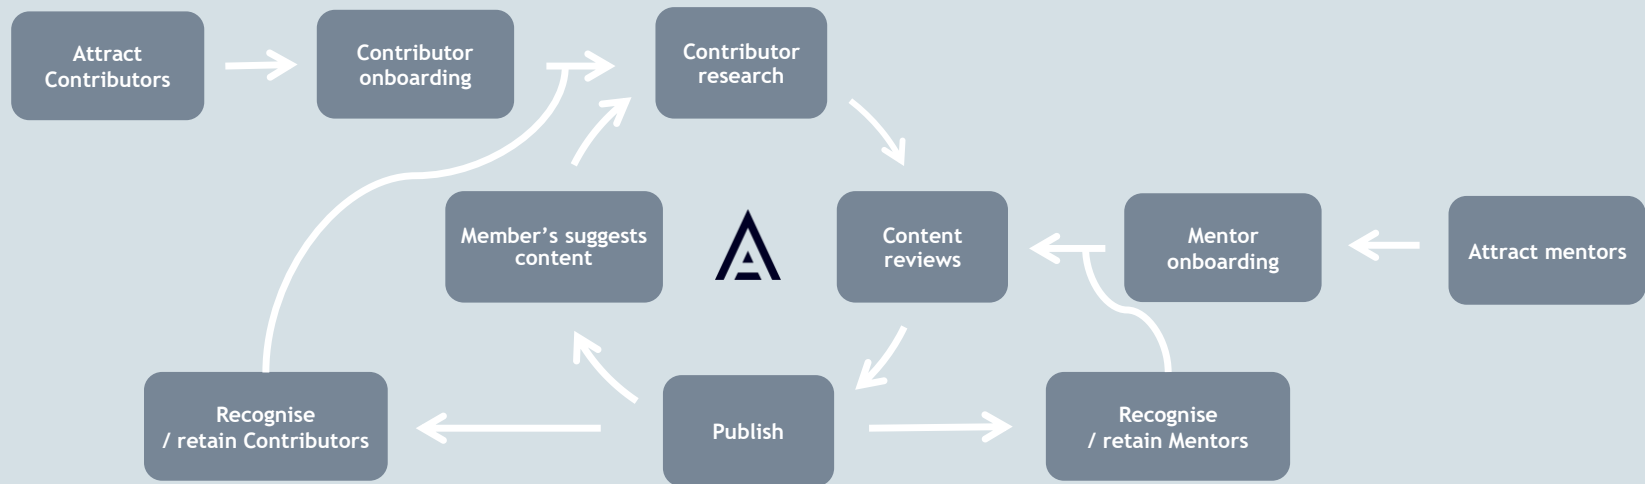 Attract
Contributors
Contributor
onboarding
Contributor
research
Member's suggests
content
Content
reviews
Mentor
onboarding
Attract mentors
Recognise
/ retain Contributors
Publish
Recognise
/ retain Mentors